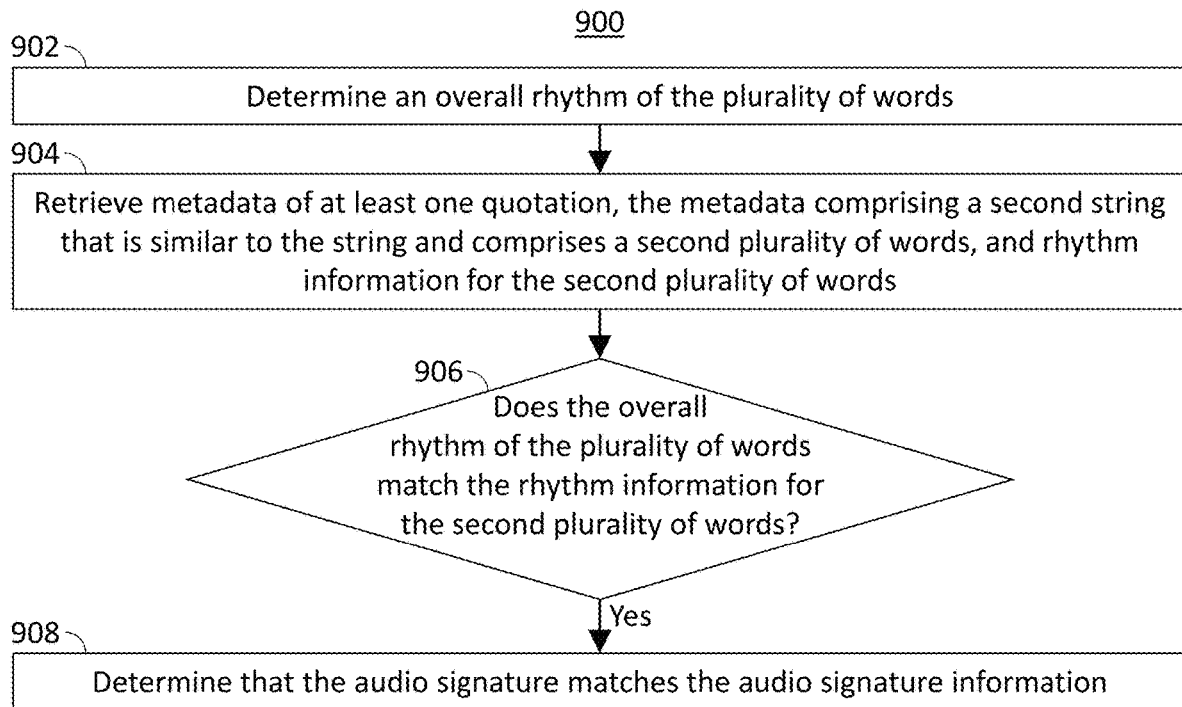 900
902
Determine an overall rhythm of the plurality of words
904
Retrieve metadada of at least one quotation, the metadata comprising a second string
that is similar to the string and comprises a second plurality of words, and rhythm
information for the second plurality of words
906
Does the overall
rhythm of the plurality of words
match the rhythm information for
the second plurality of words?
Yes
908
Determine that the audio signature matches the audio signature information